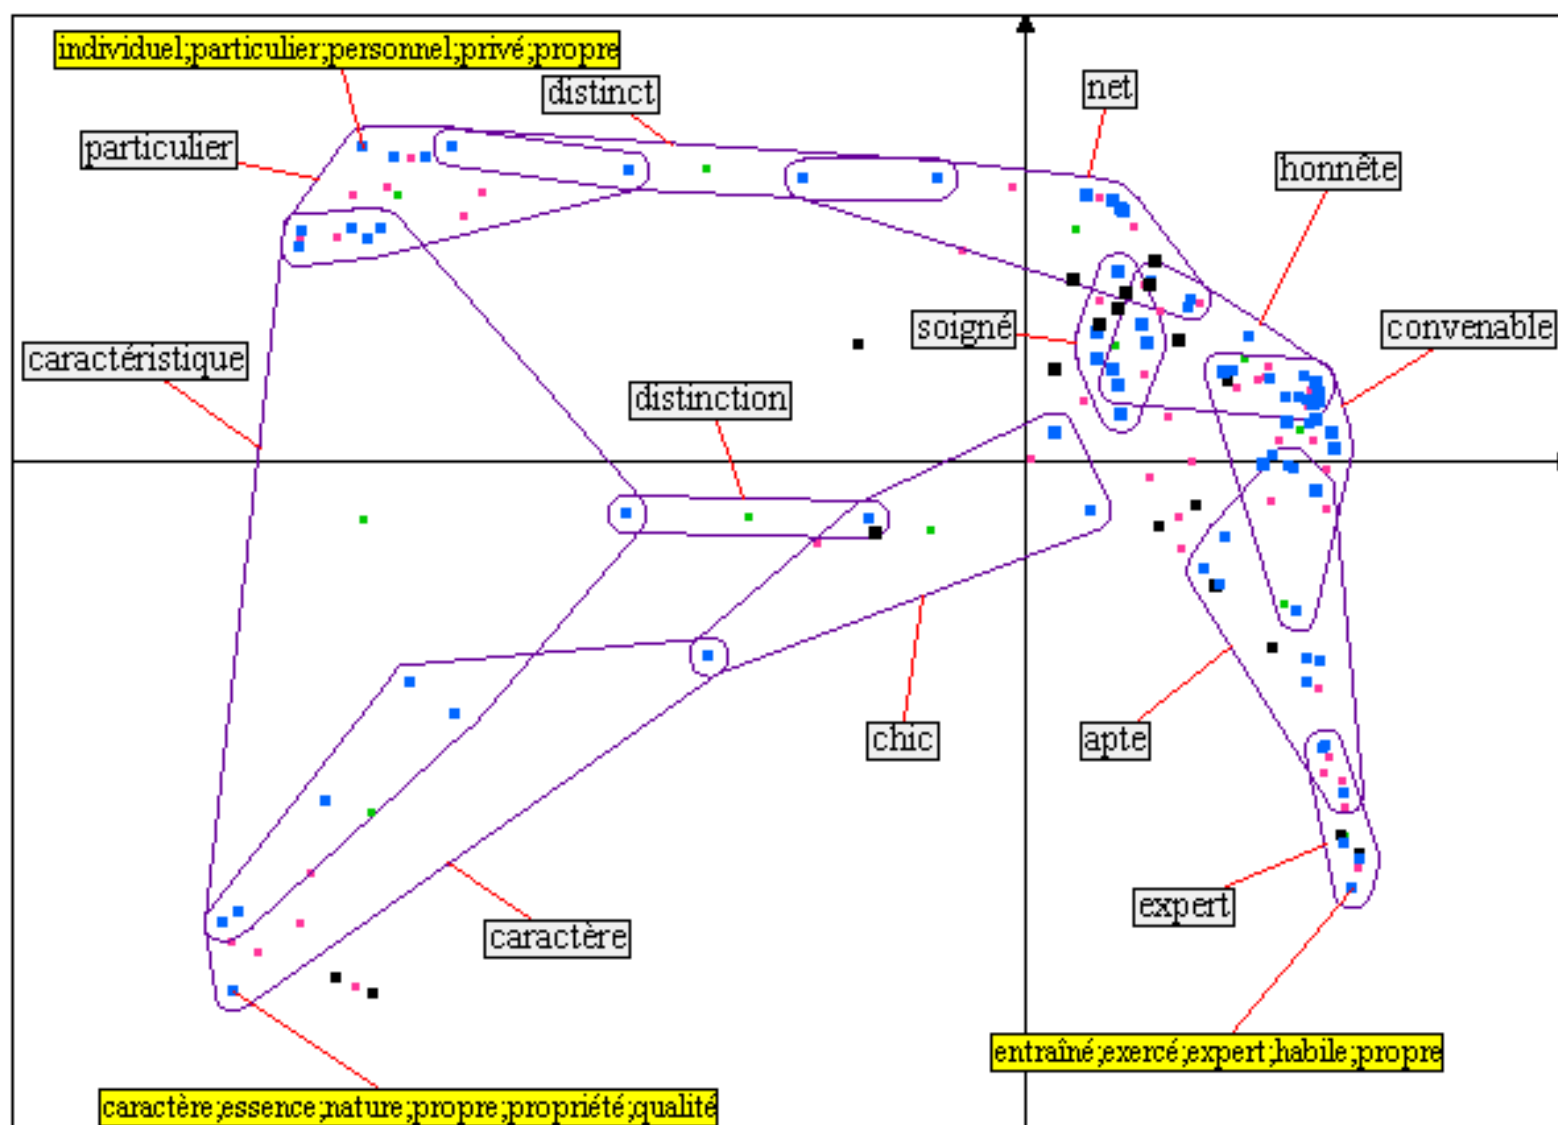 individuel;particulier;personnel;privé;propre
distinct
net
particulier
honnête
soigné
convenable
caractéristique
distinction
chic
apte
expert
caractère
entraîné;exercé;expert;habile;propre
caractère;essence;nature;propre;propriété;qualité